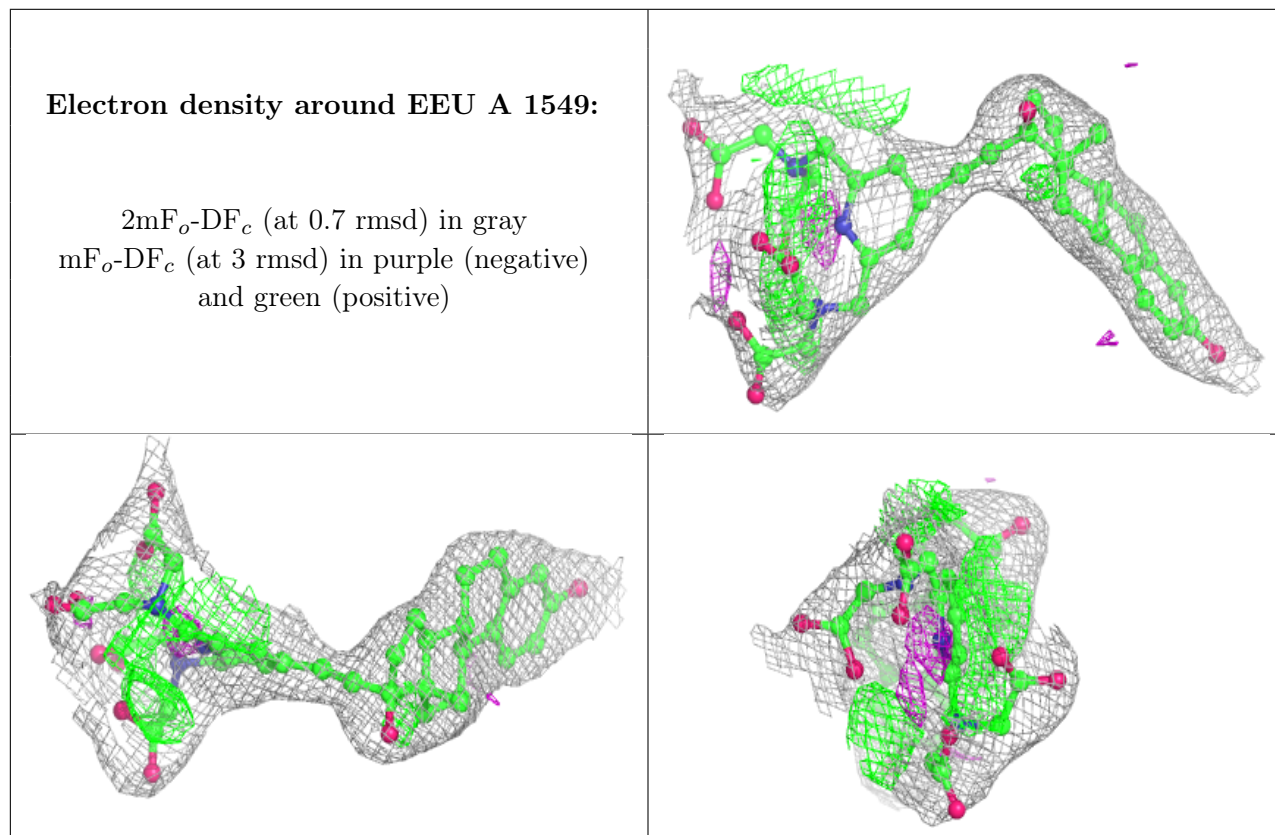 Electron density around EEU A 1549:
2mFo-DFc (at 0.7 rmsd) in gray
mFo-DFc (at 3 rmsd) in purple (negative)
and green (positive)